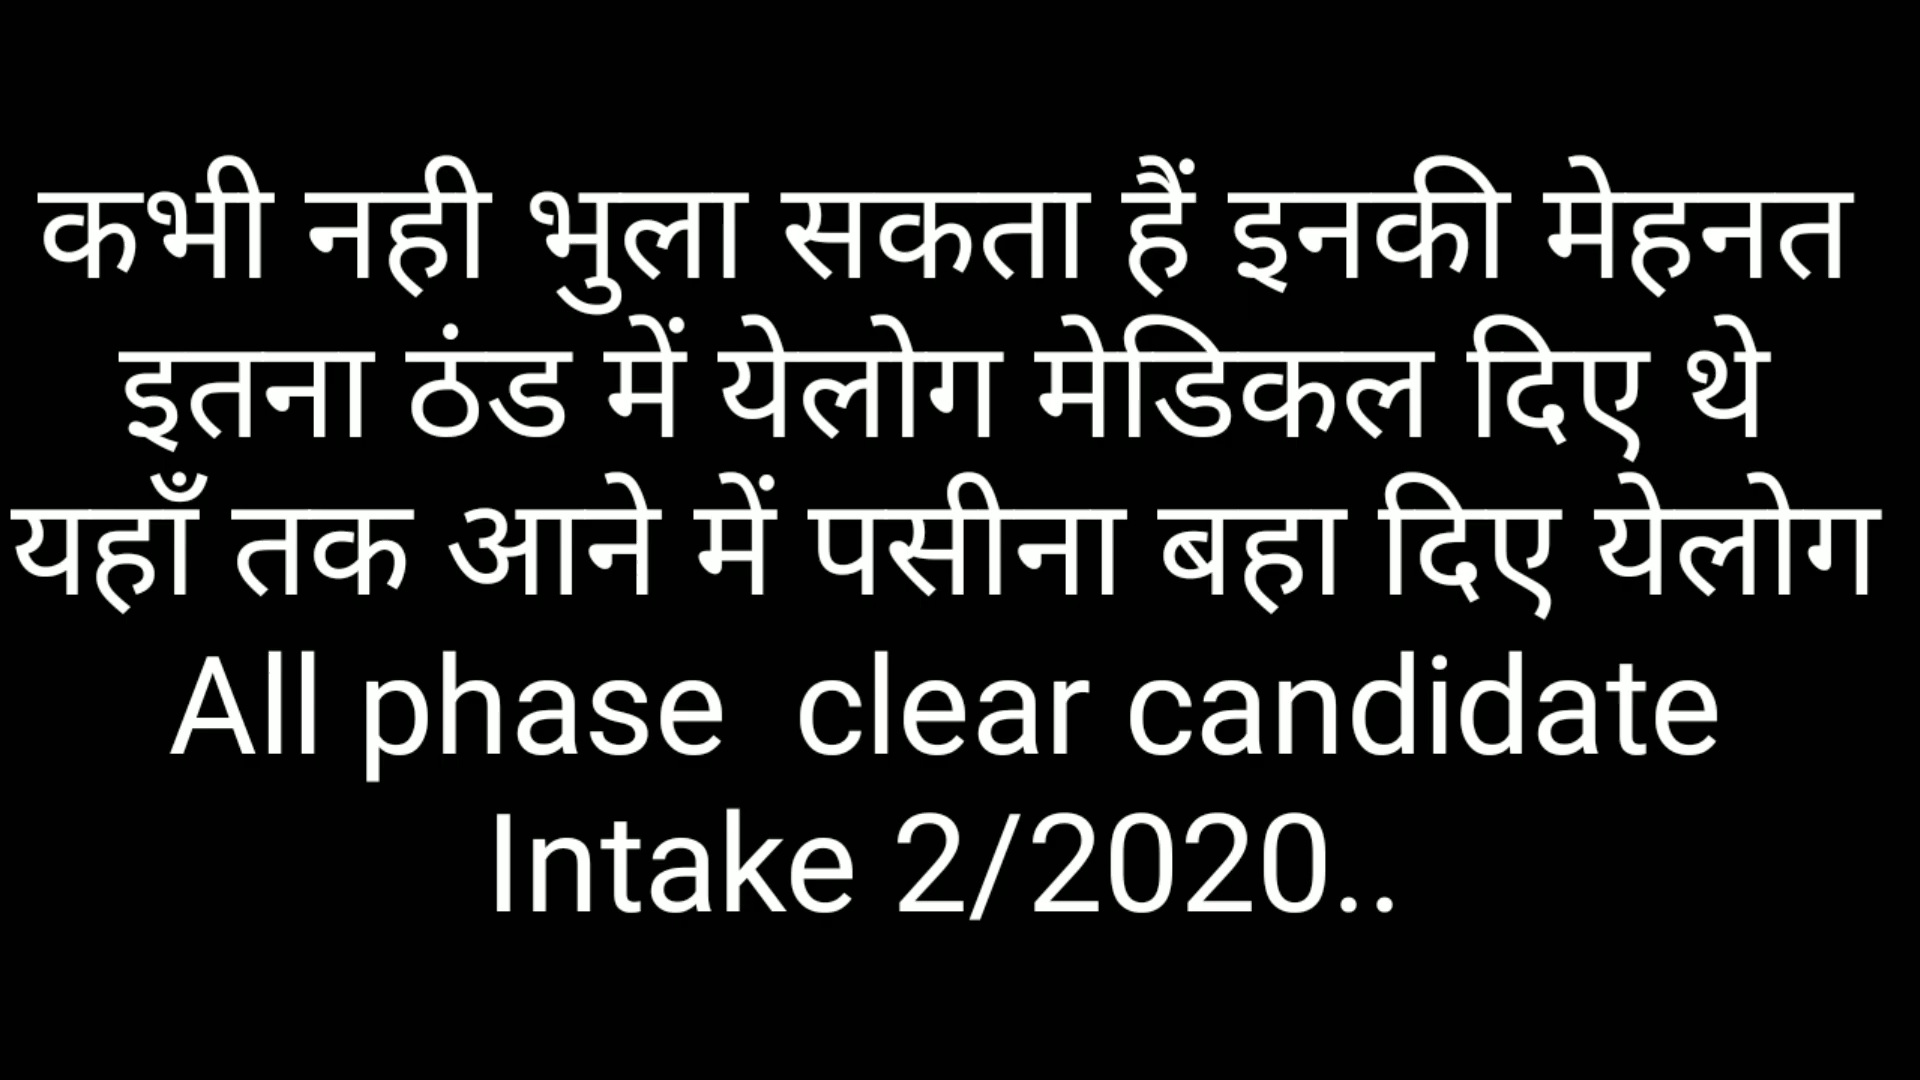 कभी नही भुला सकता हैं इनकी मेहनत
इतना ठंड में येलोग मेडिकल दिए थे
यहाँ तक आने में पसीना बहा दिए येलोग
All phase  clear candidate
Intake 2/2020..